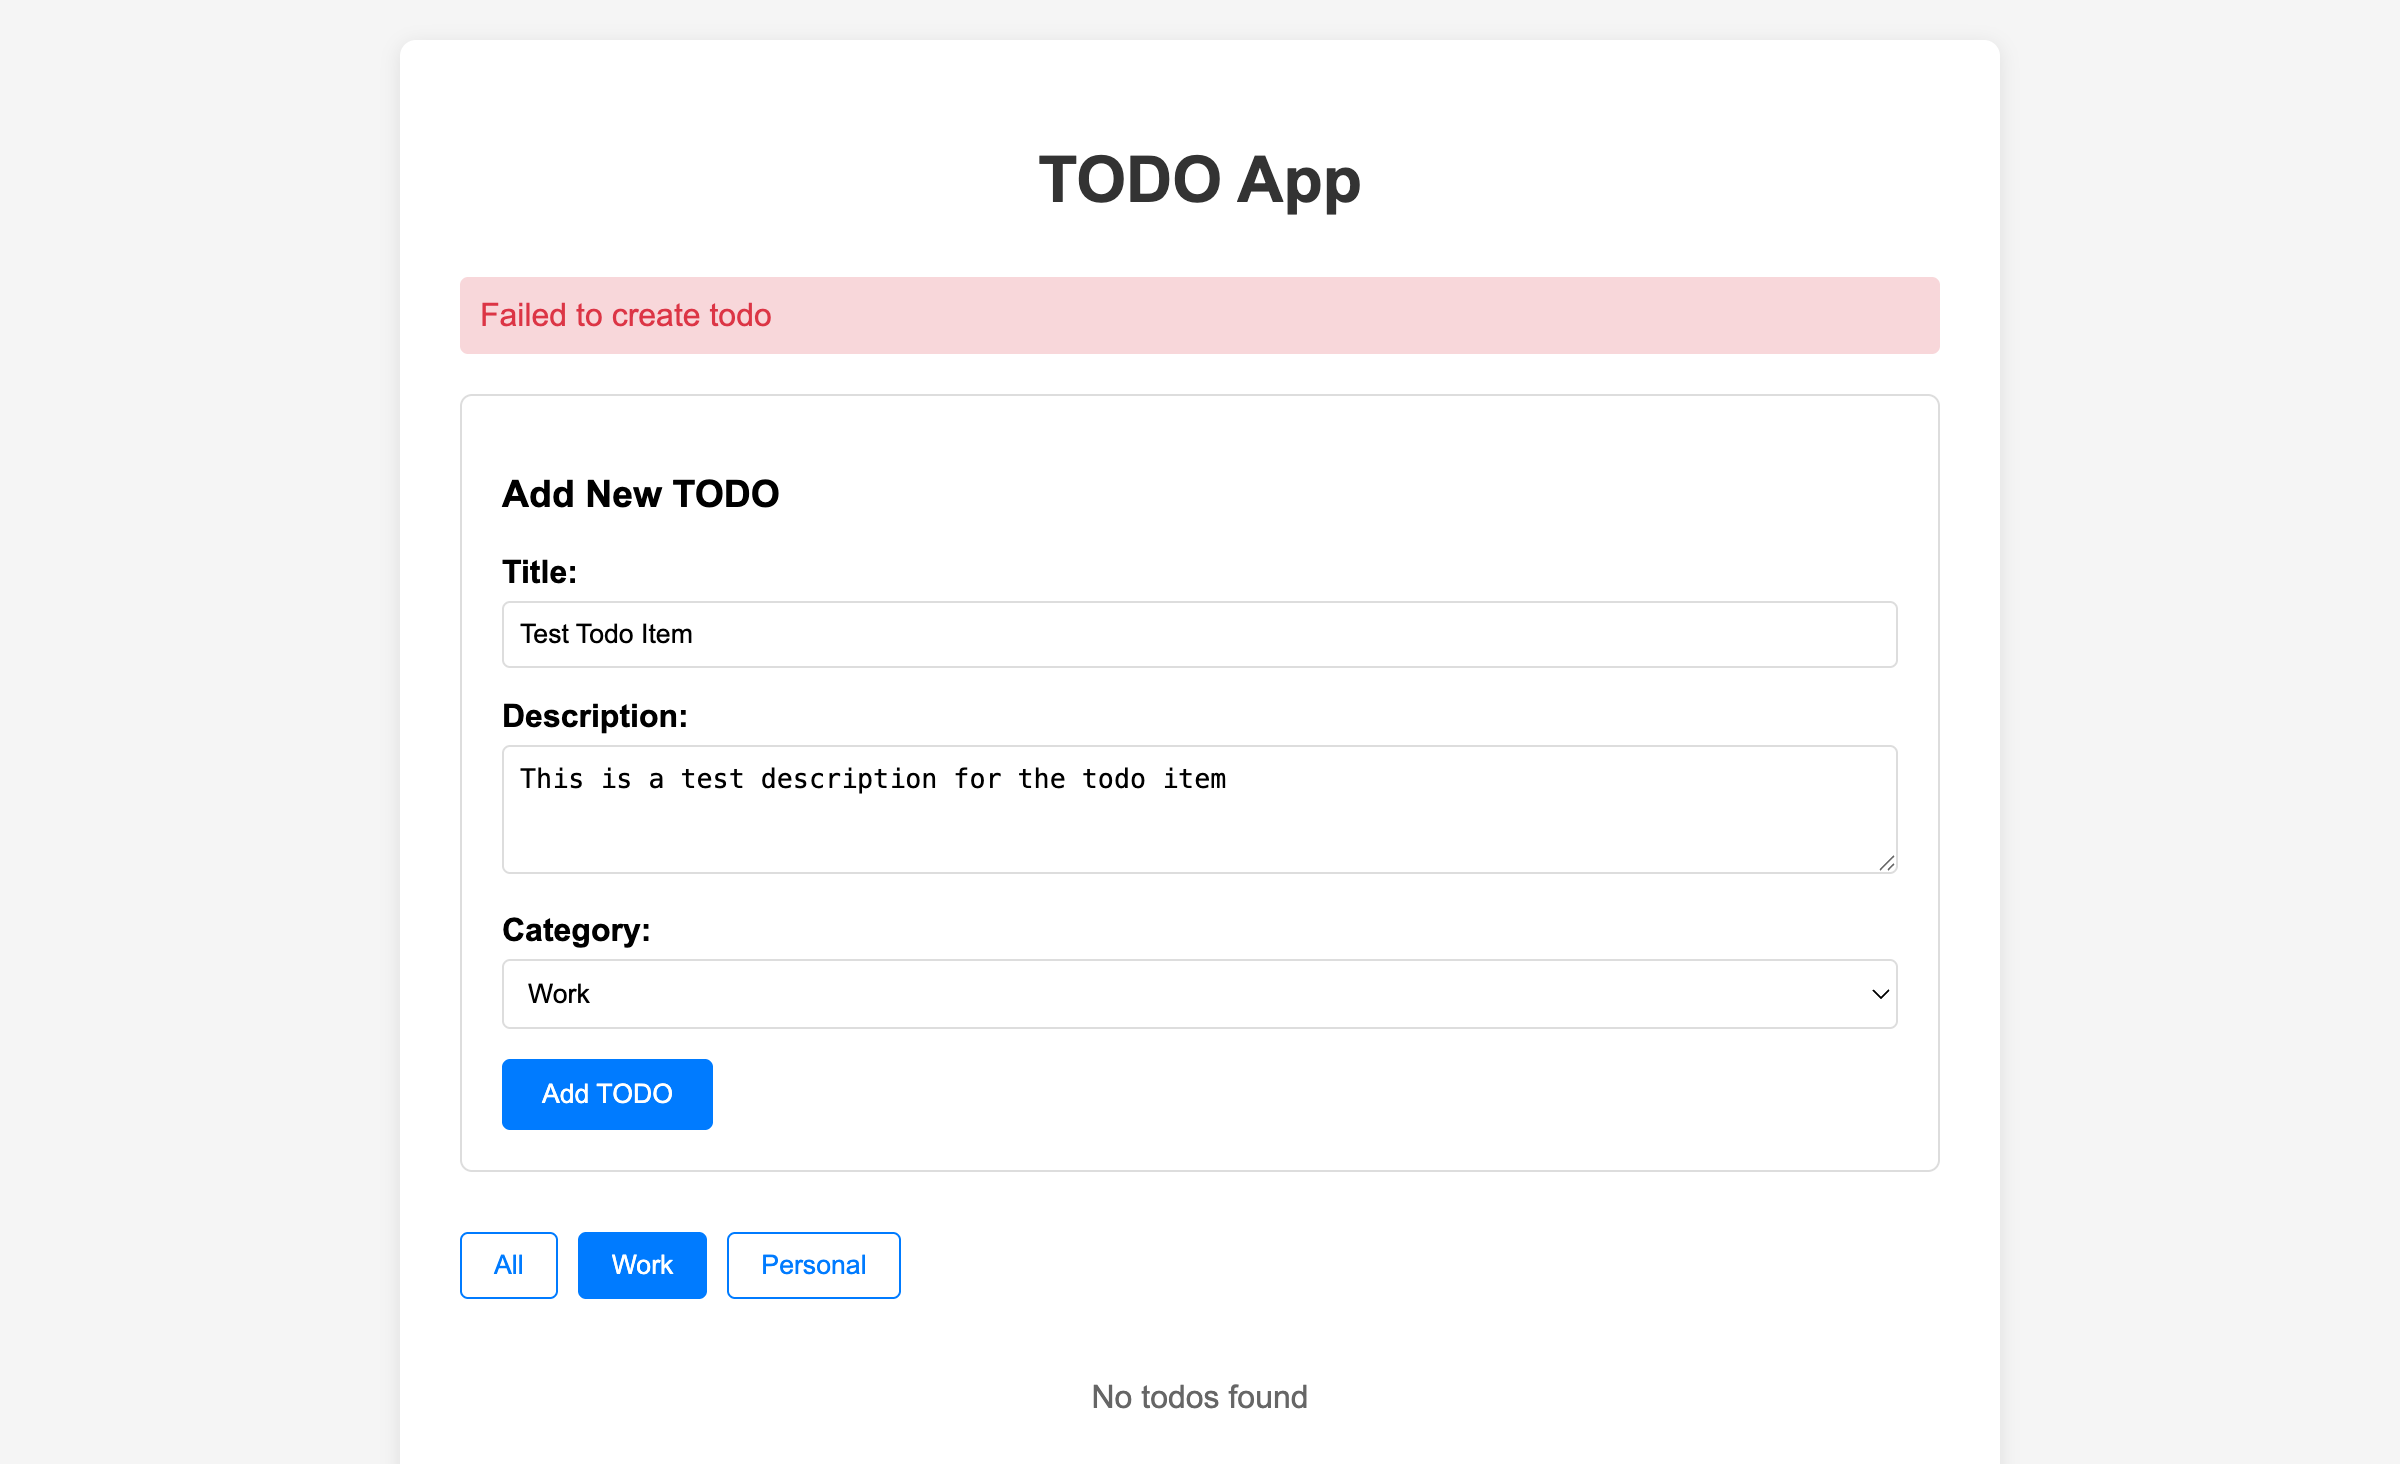 TODO App
Failed to create todo
Add New TODO
Title:
Test Todo Item
Description:
This is a test description for the todo item
Category:
Work
Add TODO
All Work Personal
No todos found